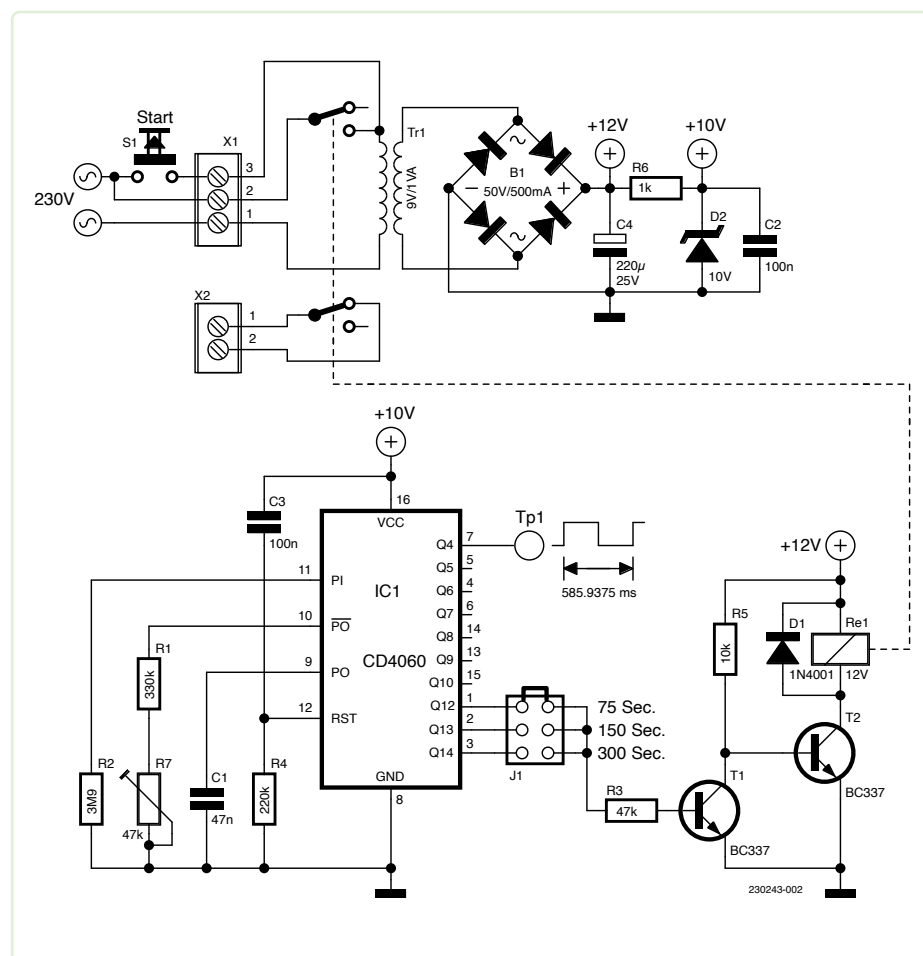 Start
S1
X1
3
2
1
230V
Tr1
9V/1VA
B1
50V/500mA
− +
+12V
+10V
R6
1k
C4
220µ
25V
D2
10V
C2
100n
X2
1
2
+10V
C3
100n
16
VCC
IC1
CD4060
11 PI
10 PO
9 PO
12 RST
GND
8
Q4 7
Q5 5
Q6 4
Q7 6
Q8 14
Q9 13
Q10 15
Q12 1
Q13 2
Q14 3
Tp1
585.9375 ms
J1
75 Sec.
150 Sec.
300 Sec.
R1
330k
R2
3M9
R7
47k
C1
47n
R4
220k
R3
47k
+12V
R5
10k
D1
1N4001
Re1
12V
T1
BC337
T2
BC337
230243-002